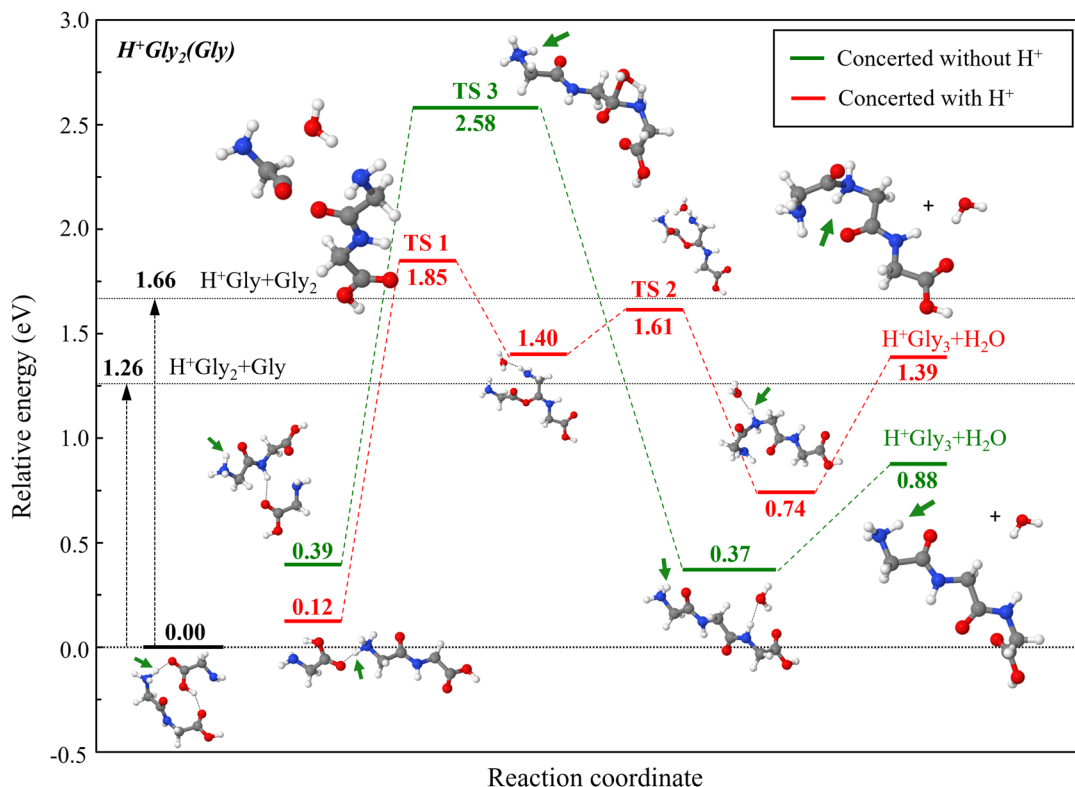 H⁺Gly₂(Gly)
Concerted without H⁺
Concerted with H⁺
Relative energy (eV)
3.0
2.5
2.0
1.5
1.0
0.5
0.0
-0.5
TS 3
2.58
TS 1
1.85
+
1.66
H⁺Gly+Gly₂
TS 2
1.61
1.40
H⁺Gly₃+H₂O
1.39
1.26
H⁺Gly₂+Gly
H⁺Gly₃+H₂O
0.88
0.74
+
0.39
0.37
0.12
0.00
Reaction coordinate